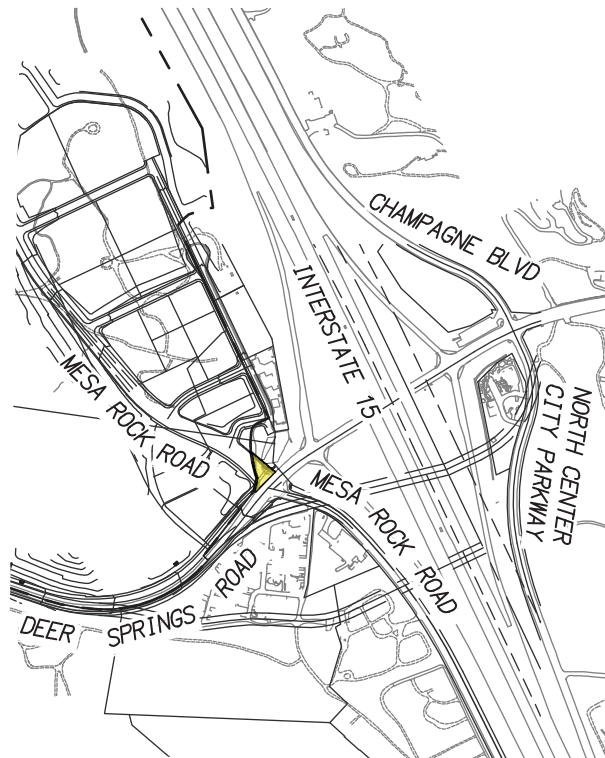 CHAMPAGNE BLVD
INTERSTATE 15
MESA ROCK ROAD
NORTH CENTER
CITY PARKWAY
MESA ROCK ROAD
DEER SPRINGS ROAD